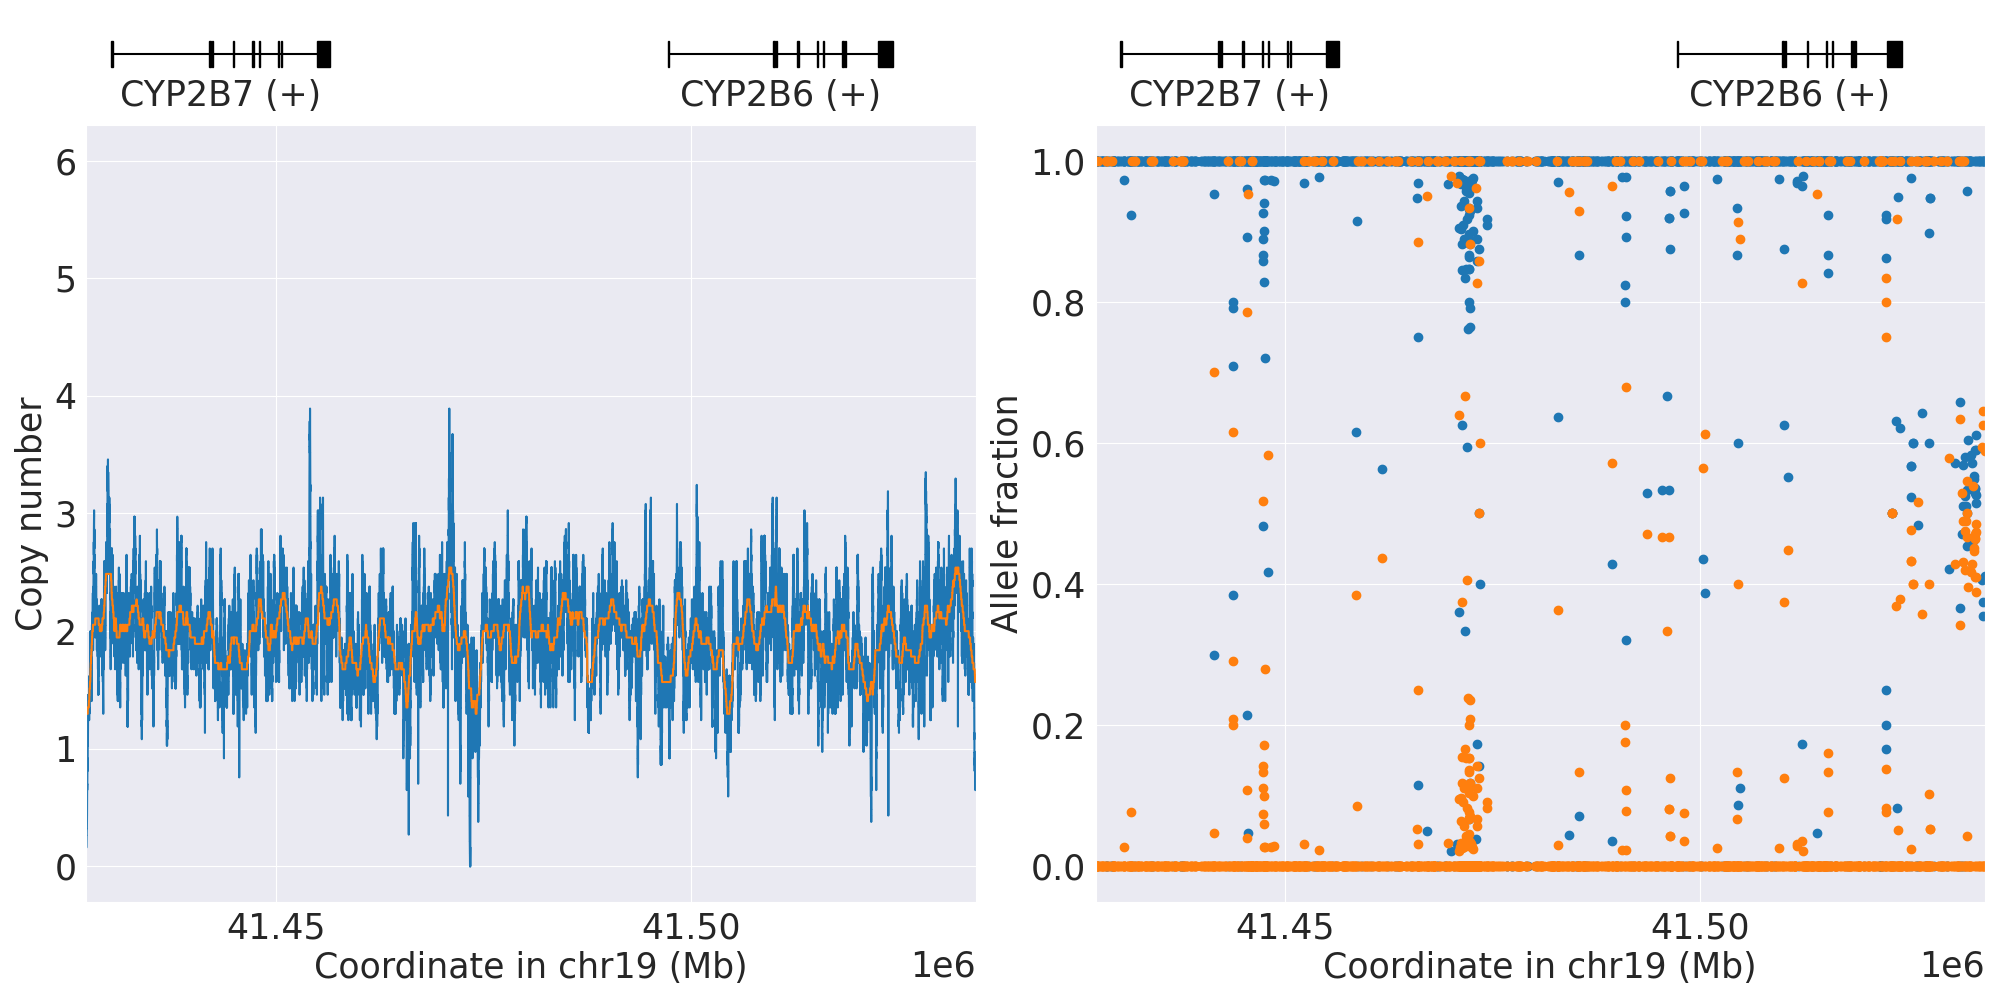 CYP2B7 (+)
CYP2B6 (+)
CYP2B7 (+)
CYP2B6 (+)
6
5
4
3
2
1
0
Copy number
41.45
41.50
Coordinate in chr19 (Mb)
1e6
1.0
0.8
0.6
0.4
0.2
0.0
Allele fraction
41.45
41.50
Coordinate in chr19 (Mb)
1e6